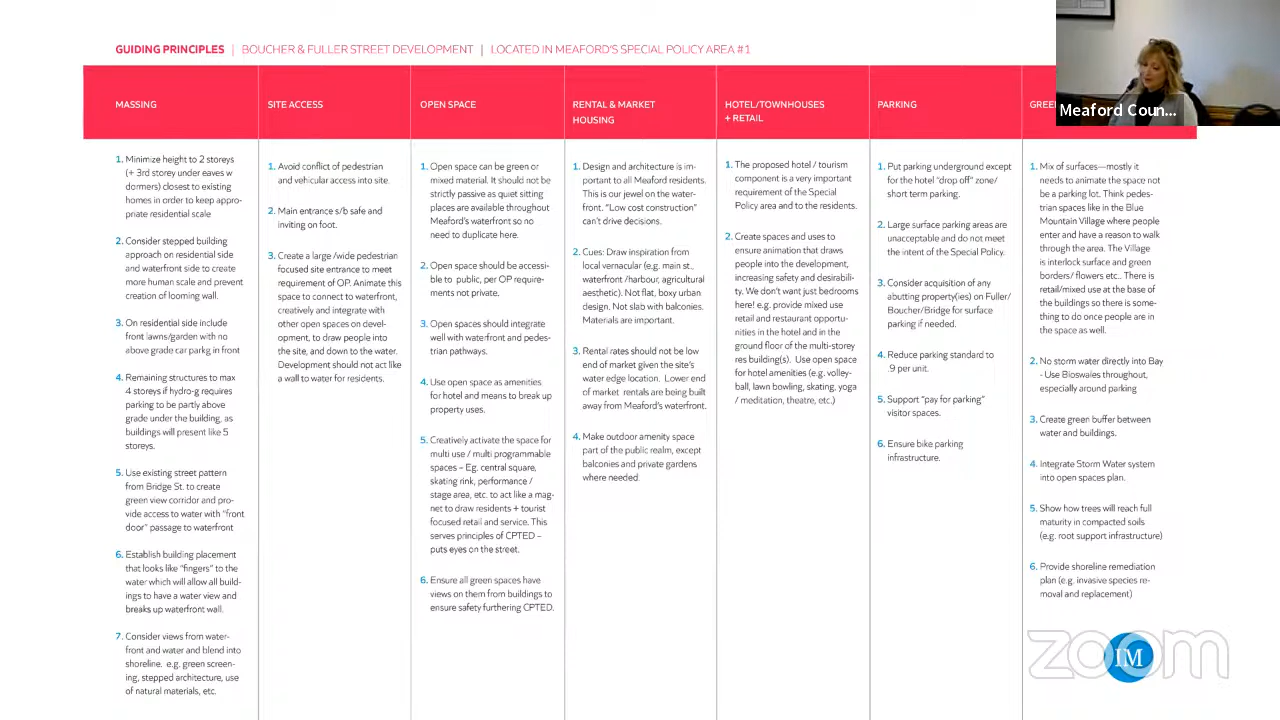 GUIDING PRINCIPLES | BOUCHER & FULLER STREET DEVELOPMENT | LOCATED IN MEAFORD'S SPECIAL POLICY AREA #1
Meaford Coun...
MASSING
1. Minimize height to 2 storeys
(+ 3rd storey under eaves w
dormers) closest to existing
homes in order to keep appro-
priate residential scale
2. Consider stepped building
approach on residential side
and waterfront side to create
more human scale and prevent
creation of looming wall.
3. On residential side include
front lawns/garden with no
above grade car parkg in front
4. Remaining structures to max
4 storeys if hydro-g requires
parking to be partly above
grade under the building, as
buildings will present like 5
storeys.
5. Use existing street pattern
from Bridge St. to create
green view corridor and pro-
vide access to water with "front
door" passage to waterfront
6. Establish building placement
that looks like "fingers" to the
water which will allow all build-
ings to have a water view and
breaks up waterfront wall.
7. Consider views from water-
front and water and blend into
shoreline. e.g. green screen-
ing, stepped architecture, use
of natural materials, etc.
SITE ACCESS
1. Avoid conflict of pedestrian
and vehicular access into site.
2. Main entrance s/b safe and
inviting on foot.
3. Create a large /wide pedestrian
focused site entrance to meet
requirement of OP. Animate this
space to connect to waterfront,
creatively and integrate with
other open spaces on devel-
opment, to draw people into
the site, and down to the water.
Development should not act like
a wall to water for residents.
OPEN SPACE
1. Open space can be green or
mixed material. It should not be
strictly passive as quiet sitting
places are available throughout
Meaford's waterfront so no
need to duplicate here.
2. Open space should be accessi-
ble to public, per OP require-
ments not private.
3. Open spaces should integrate
well with waterfront and pedes-
trian pathways.
4. Use open space as amenities
for hotel and means to break up
property uses.
5. Creatively activate the space for
multi use / multi programmable
spaces – Eg. central square,
skating rink, performance /
stage area, etc. to act like a mag-
net to draw residents + tourist
focused retail and service. This
serves principles of CPTED –
puts eyes on the street.
6. Ensure all green spaces have
views on them from buildings to
ensure safety furthering CPTED.
RENTAL & MARKET
HOUSING
1. Design and architecture is im-
portant to all Meaford residents.
This is our jewel on the water-
front. "Low cost construction"
can't drive decisions.
2. Cues: Draw inspiration from
local vernacular (e.g. main st.,
waterfront /harbour, agricultural
aesthetic). Not flat, boxy urban
design. Not slab with balconies.
Materials are important.
3. Rental rates should not be low
end of market given the site's
water edge location. Lower end
of market rentals are being built
away from Meaford's waterfront.
4. Make outdoor amenity space
part of the public realm, except
balconies and private gardens
where needed.
HOTEL/TOWNHOUSES
+ RETAIL
1. The proposed hotel / tourism
component is a very important
requirement of the Special
Policy area and to the residents.
2. Create spaces and uses to
ensure animation that draws
people into the development,
increasing safety and desirabili-
ty. We don't want just bedrooms
here! e.g. provide mixed use
retail and restaurant opportu-
nities in the hotel and in the
ground floor of the multi-storey
res building(s). Use open space
for hotel amenities (e.g. volley-
ball, lawn bowling, skating, yoga
/ meditation, theatre, etc.)
PARKING
1. Put parking underground except
for the hotel "drop off" zone/
short term parking.
2. Large surface parking areas are
unacceptable and do not meet
the intent of the Special Policy.
3. Consider acquisition of any
abutting property(ies) on Fuller/
Boucher/Bridge for surface
parking if needed.
4. Reduce parking standard to
.9 per unit.
5. Support "pay for parking"
visitor spaces.
6. Ensure bike parking
infrastructure.
GREE
1. Mix of surfaces—mostly it
needs to animate the space not
be a parking lot. Think pedes-
trian spaces like in the Blue
Mountain Village where people
enter and have a reason to walk
through the area. The Village
is interlock surface and green
borders/ flowers etc.. There is
retail/mixed use at the base of
the buildings so there is some-
thing to do once people are in
the space as well.
2. No storm water directly into Bay
- Use Bioswales throughout,
especially around parking
3. Create green buffer between
water and buildings.
4. Integrate Storm Water system
into open spaces plan.
5. Show how trees will reach full
maturity in compacted soils
(e.g. root support infrastructure)
6. Provide shoreline remediation
plan (e.g. invasive species re-
moval and replacement)
zoom
IM